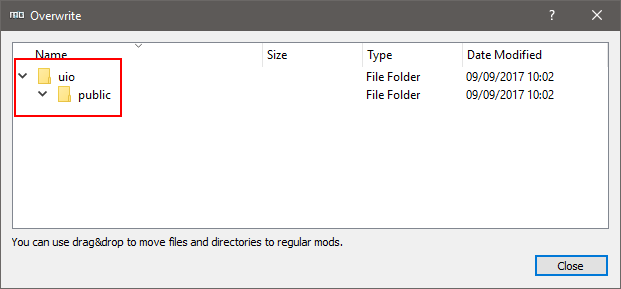 Overwrite
Name Size Type Date Modified
uio File Folder 09/09/2017 10:02
public File Folder 09/09/2017 10:02
You can use drag&drop to move files and directories to regular mods.
Close